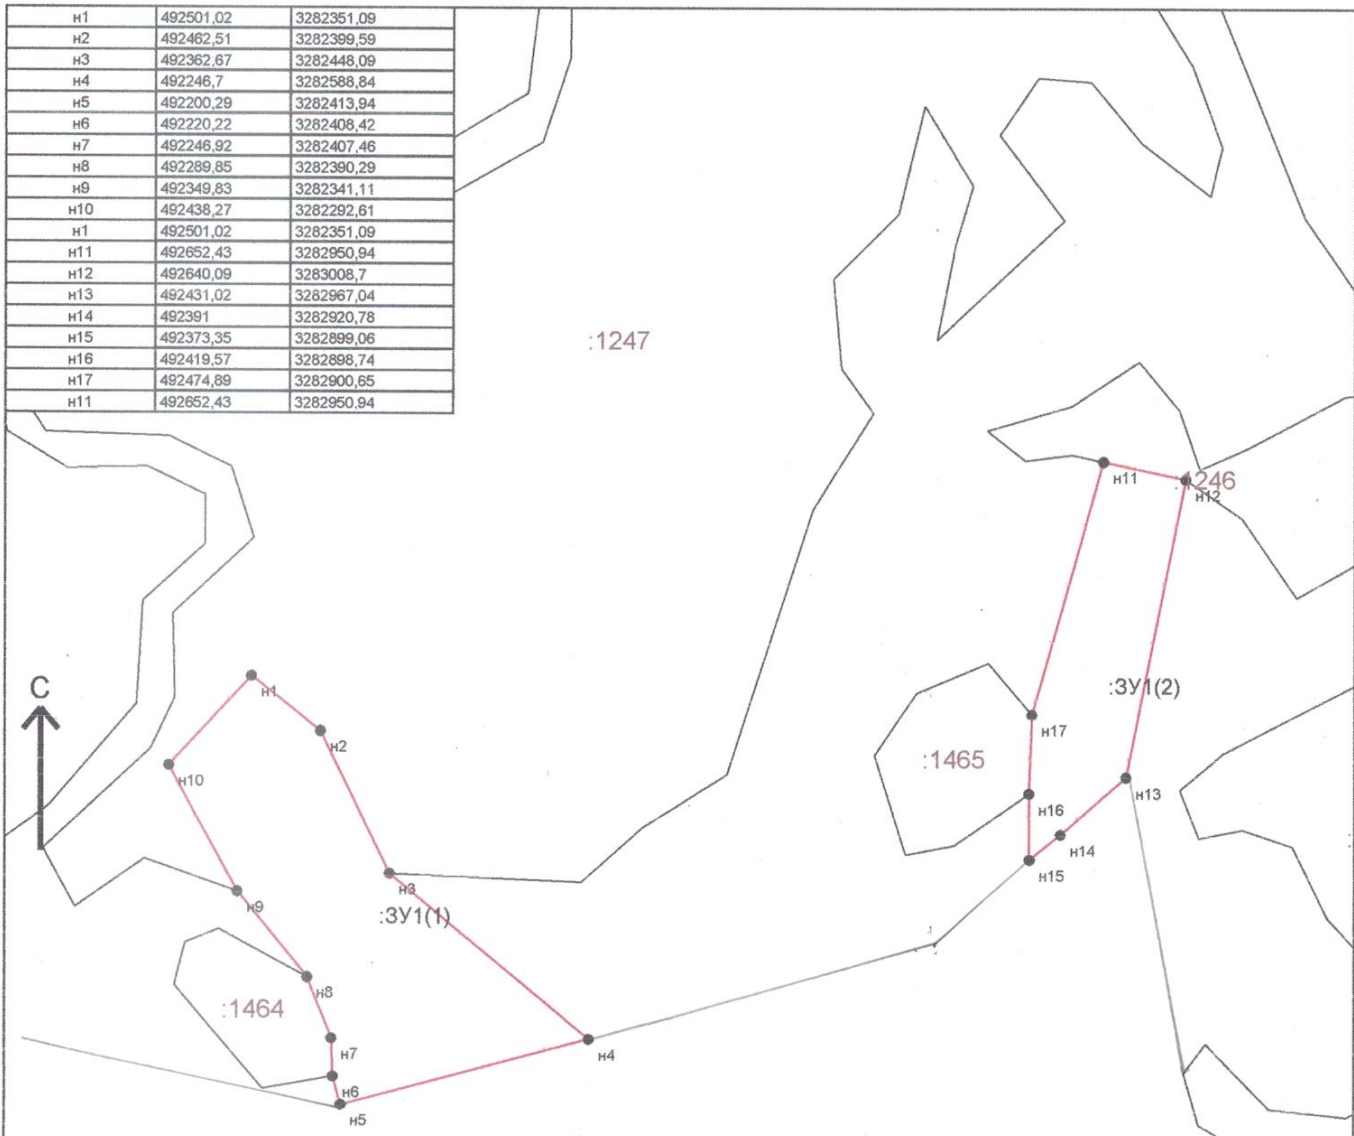 н1 492501,02 3282351,09
н2 492462,51 3282399,59
н3 492362,67 3282448,09
н4 492246,7 3282588,84
н5 492200,29 3282413,94
н6 492220,22 3282408,42
н7 492246,92 3282407,46
н8 492289,85 3282390,29
н9 492349,83 3282341,11
н10 492438,27 3282292,61
н1 492501,02 3282351,09
н11 492652,43 3282950,94
н12 492640,09 3283008,7
н13 492431,02 3282967,04
н14 492391 3282920,78
н15 492373,35 3282899,06
н16 492419,57 3282898,74
н17 492474,89 3282900,65
н11 492652,43 3282950,94
:1247
н11
:1246
н12
С
н1
:ЗУ1(2)
н17
н2
:1465
н10
н13
н16
н14
н15
н3
н9
:ЗУ1(1)
н8
:1464
н7
н4
н6
н5